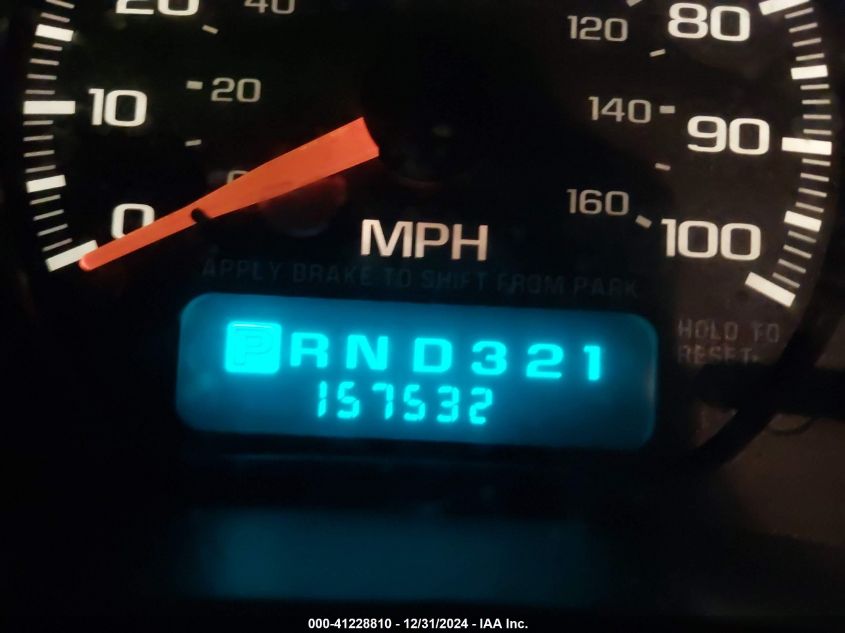 20 40
120 80
10 20
140 90
0 0
160 100
MPH
APPLY BRAKE TO SHIFT FROM PARK
HOLD TO
RESET:
P R N D 3 2 1
157532
000-41228810 - 12/31/2024 - IAA Inc.